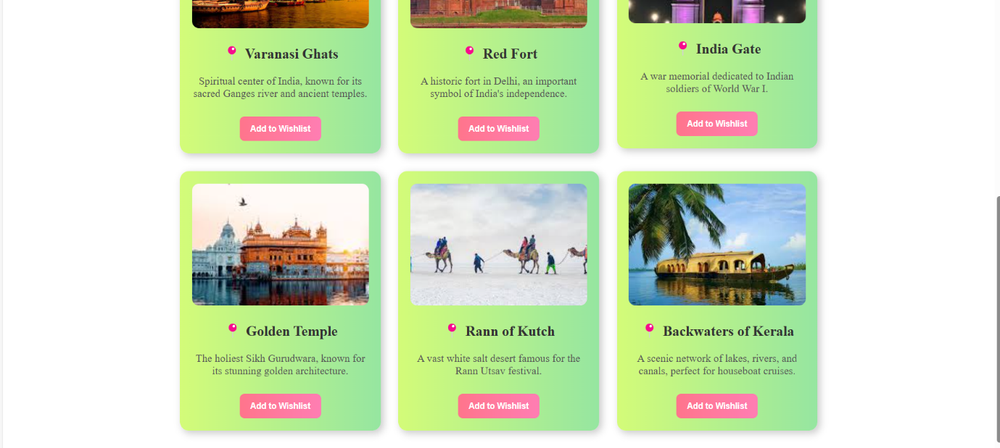 Varanasi Ghats
Spiritual center of India, known for its
sacred Ganges river and ancient temples.
Add to Wishlist
Red Fort
A historic fort in Delhi, an important
symbol of India's independence.
Add to Wishlist
India Gate
A war memorial dedicated to Indian
soldiers of World War I.
Add to Wishlist
Golden Temple
The holiest Sikh Gurudwara, known for
its stunning golden architecture.
Add to Wishlist
Rann of Kutch
A vast white salt desert famous for the
Rann Utsav festival.
Add to Wishlist
Backwaters of Kerala
A scenic network of lakes, rivers, and
canals, perfect for houseboat cruises.
Add to Wishlist